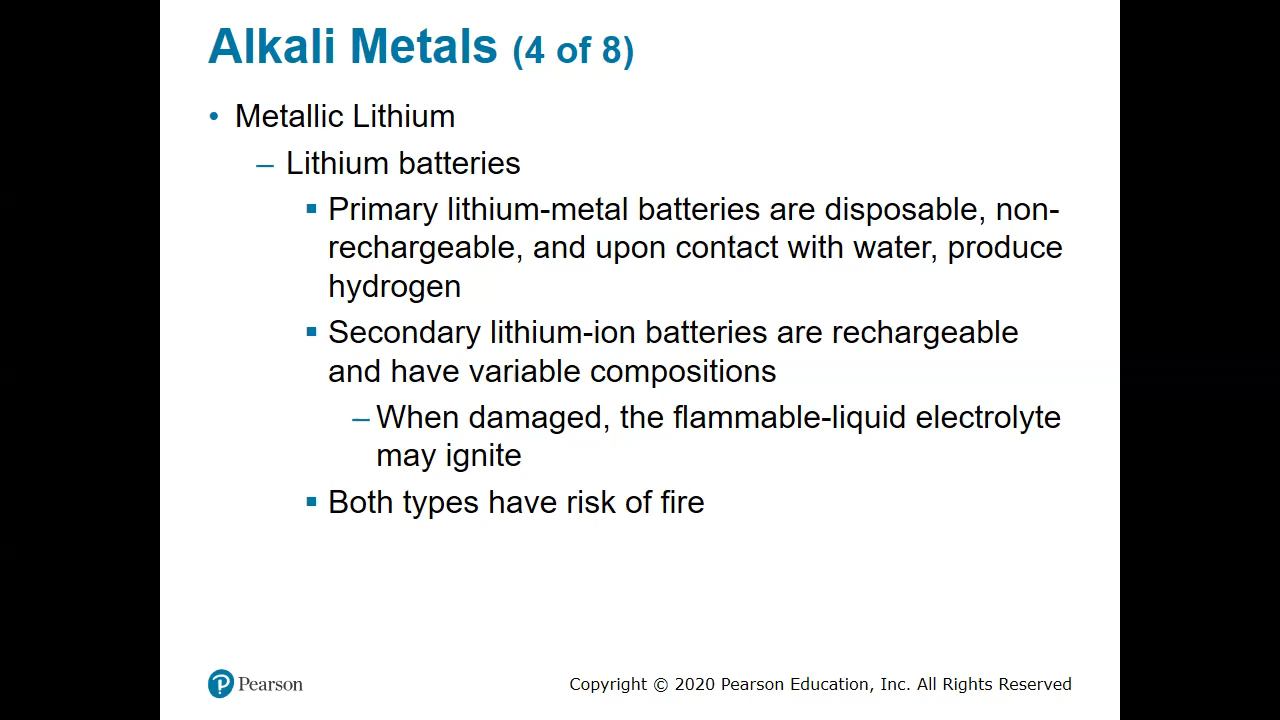 Alkali Metals (4 of 8)
• Metallic Lithium
– Lithium batteries
▪ Primary lithium-metal batteries are disposable, non-
rechargeable, and upon contact with water, produce
hydrogen
▪ Secondary lithium-ion batteries are rechargeable
and have variable compositions
– When damaged, the flammable-liquid electrolyte
may ignite
▪ Both types have risk of fire
P Pearson
Copyright © 2020 Pearson Education, Inc. All Rights Reserved